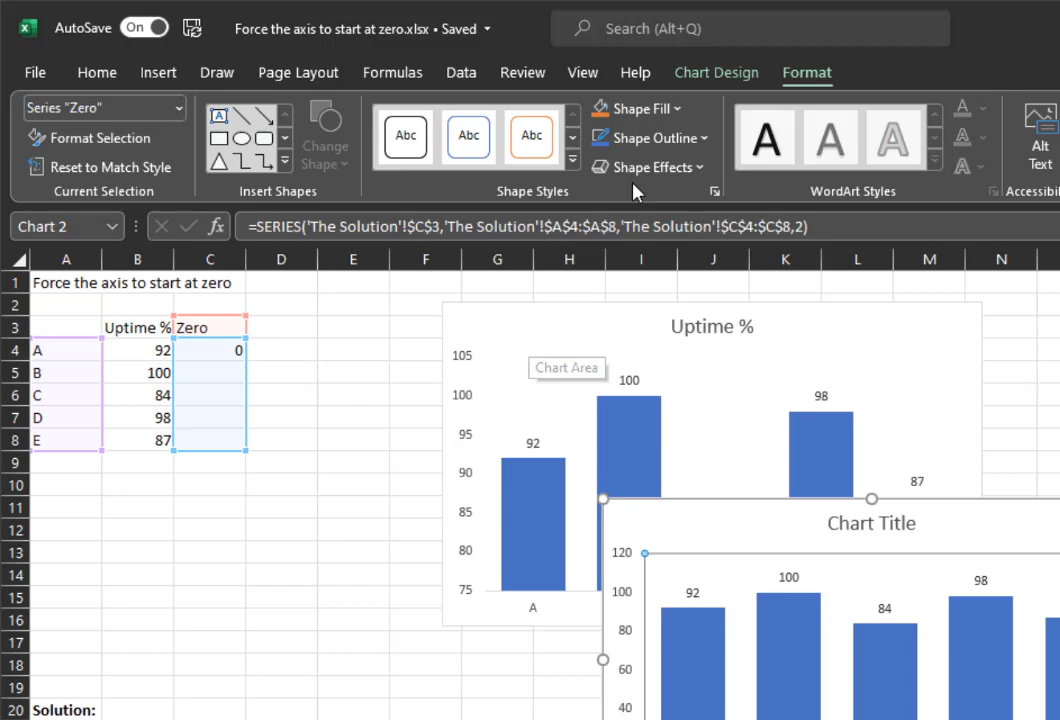 AutoSave On Force the axis to start at zero.xlsx • Saved Search (Alt+Q)
File Home Insert Draw Page Layout Formulas Data Review View Help Chart Design Format
Series "Zero"
Format Selection
Reset to Match Style
Current Selection
A
Change
Shape
Insert Shapes
Abc Abc Abc
Shape Fill
Shape Outline
Shape Effects
Shape Styles
A A A
A
A
A
WordArt Styles
Alt
Text
Accessibi
Chart 2 fx =SERIES('The Solution'!$C$3,'The Solution'!$A$4:$A$8,'The Solution'!$C$4:$C$8,2)
A B C D E F G H I J K L M N
1 Force the axis to start at zero
2
3 Uptime % Zero
4 A 92 0
5 B 100
6 C 84
7 D 98
8 E 87
9
10
11
12
13
14
15
16
17
18
19
20 Solution:
Uptime %
Chart Area
105
100
95
90
85
80
75
92
100
98
87
A
Chart Title
120
100
80
60
40
92
100
84
98